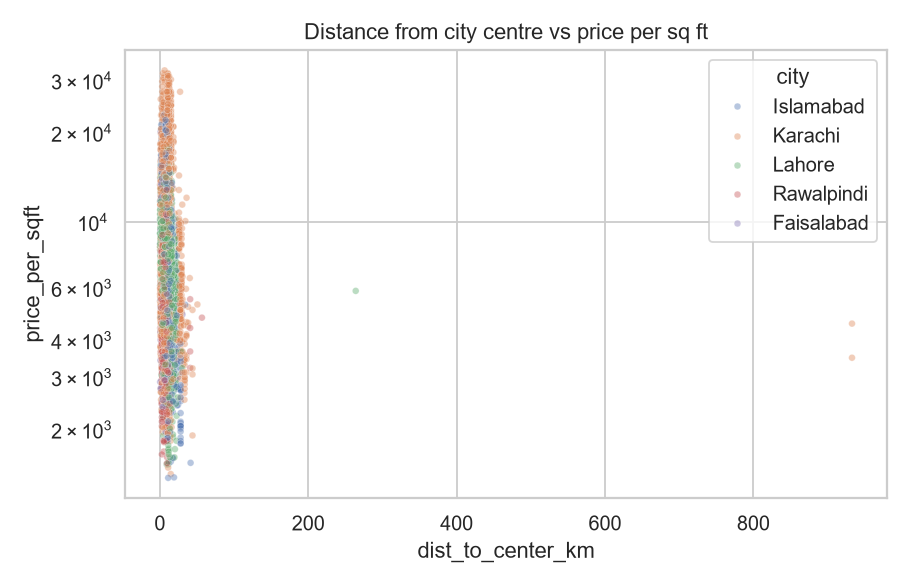 Distance from city centre vs price per sq ft
price_per_sqft
3 × 10⁴
2 × 10⁴
10⁴
6 × 10³
4 × 10³
3 × 10³
2 × 10³
city
Islamabad
Karachi
Lahore
Rawalpindi
Faisalabad
0 200 400 600 800
dist_to_center_km